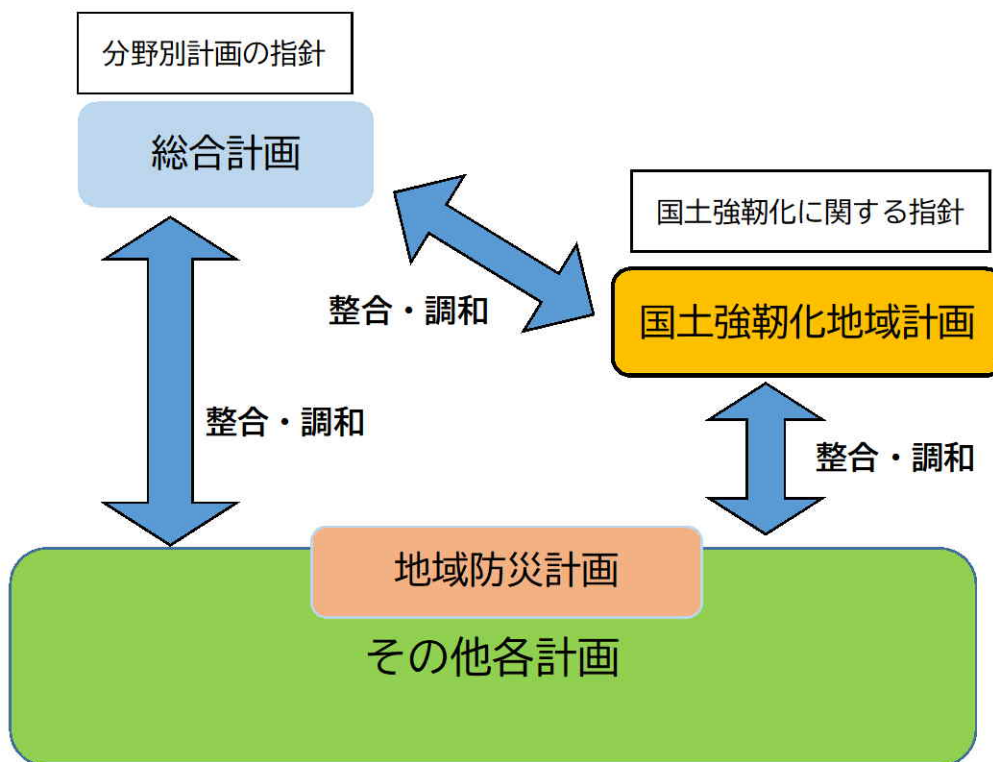 分野別計画の指針
総合計画
国土強靭化に関する指針
国土強靭化地域計画
整合・調和
整合・調和
整合・調和
地域防災計画
その他各計画